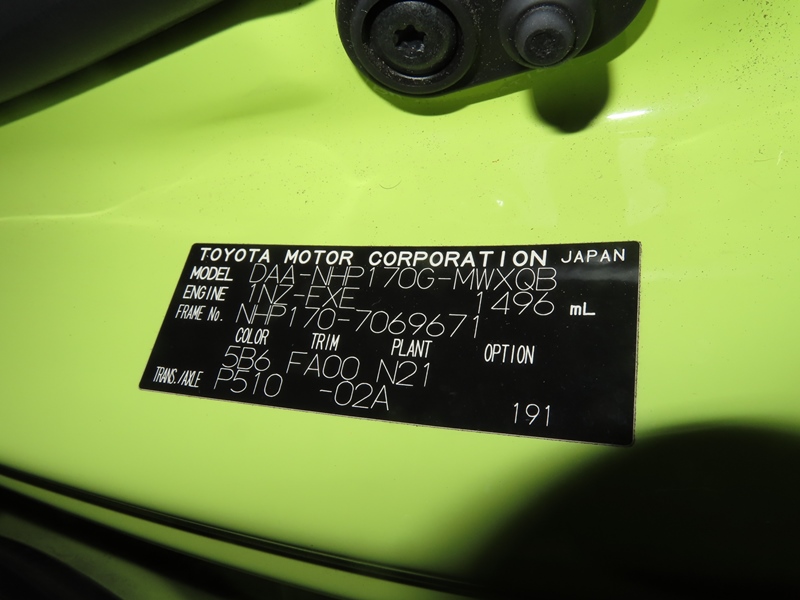 TOYOTA MOTOR CORPORATION JAPAN
MODEL DAA-NHP170G-MWXQB
ENGINE 1NZ-FXE 1496 mL
FRAME No. NHP170-7069671
COLOR TRIM PLANT OPTION
5B6 FA00 N21
TRANS./AXLE P510 -02A
191